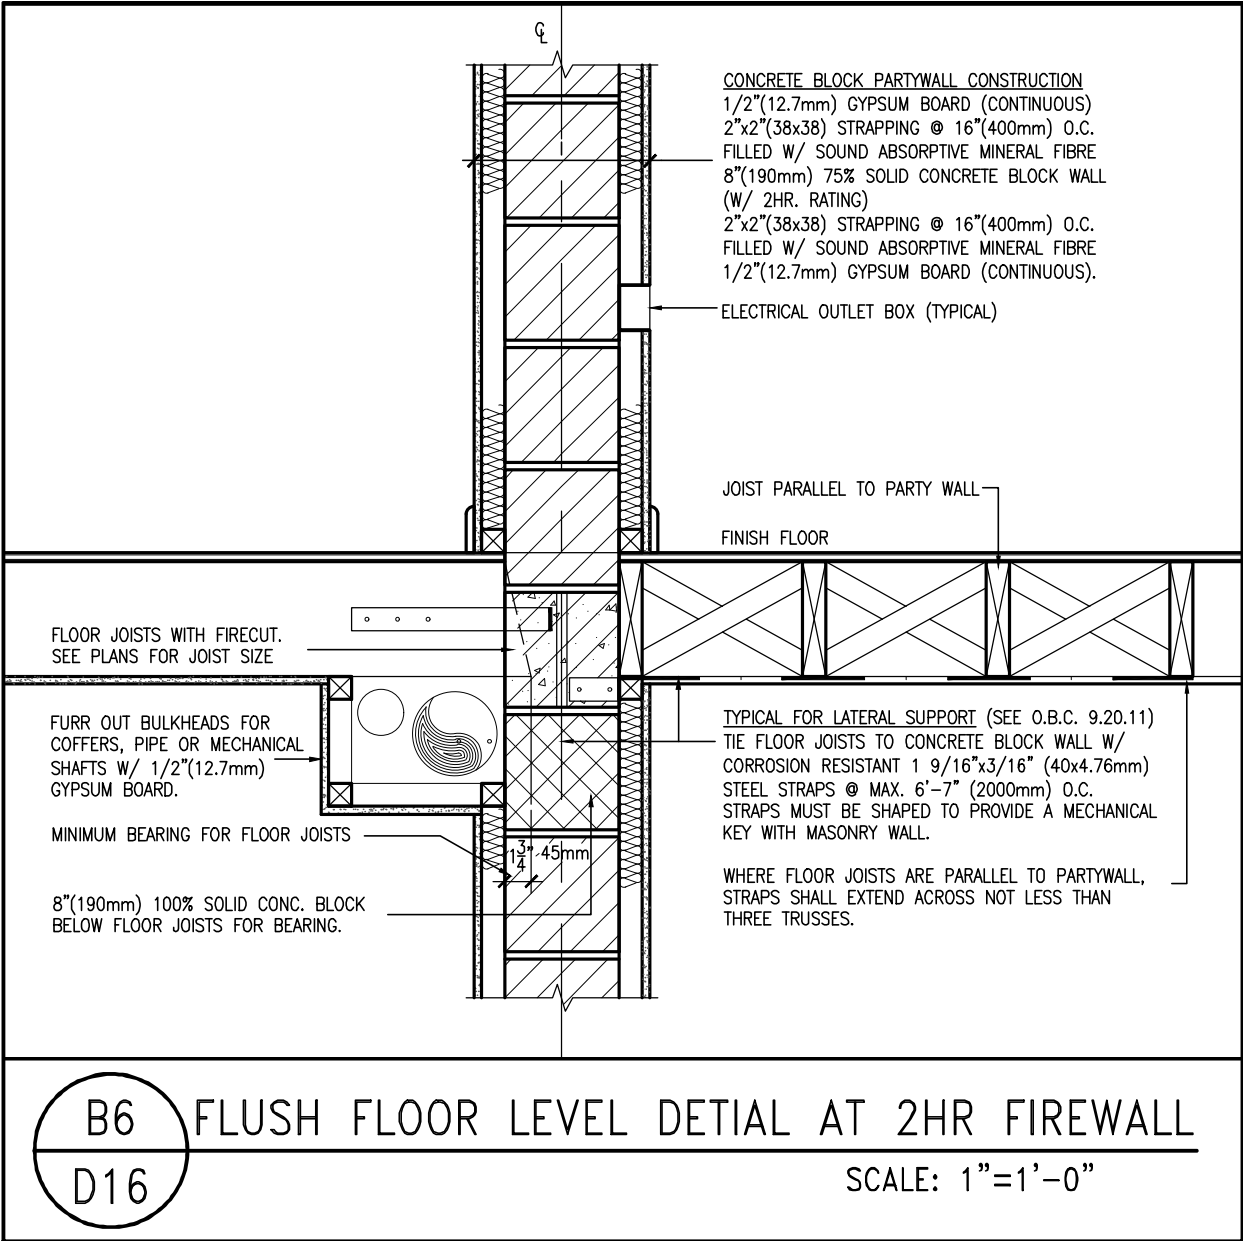 ℄
CONCRETE BLOCK PARTYWALL CONSTRUCTION
1/2"(12.7mm) GYPSUM BOARD (CONTINUOUS)
2"x2"(38x38) STRAPPING @ 16"(400mm) O.C.
FILLED W/ SOUND ABSORPTIVE MINERAL FIBRE
8"(190mm) 75% SOLID CONCRETE BLOCK WALL
(W/ 2HR. RATING)
2"x2"(38x38) STRAPPING @ 16"(400mm) O.C.
FILLED W/ SOUND ABSORPTIVE MINERAL FIBRE
1/2"(12.7mm) GYPSUM BOARD (CONTINUOUS).
ELECTRICAL OUTLET BOX (TYPICAL)
JOIST PARALLEL TO PARTY WALL
FINISH FLOOR
FLOOR JOISTS WITH FIRECUT.
SEE PLANS FOR JOIST SIZE
FURR OUT BULKHEADS FOR
COFFERS, PIPE OR MECHANICAL
SHAFTS W/ 1/2"(12.7mm)
GYPSUM BOARD.
MINIMUM BEARING FOR FLOOR JOISTS
1 3/4" 45mm
8"(190mm) 100% SOLID CONC. BLOCK
BELOW FLOOR JOISTS FOR BEARING.
TYPICAL FOR LATERAL SUPPORT (SEE O.B.C. 9.20.11)
TIE FLOOR JOISTS TO CONCRETE BLOCK WALL W/
CORROSION RESISTANT 1 9/16"x3/16" (40x4.76mm)
STEEL STRAPS @ MAX. 6'-7" (2000mm) O.C.
STRAPS MUST BE SHAPED TO PROVIDE A MECHANICAL
KEY WITH MASONRY WALL.
WHERE FLOOR JOISTS ARE PARALLEL TO PARTYWALL,
STRAPS SHALL EXTEND ACROSS NOT LESS THAN
THREE TRUSSES.
B6
D16
FLUSH FLOOR LEVEL DETIAL AT 2HR FIREWALL
SCALE: 1"=1'-0"